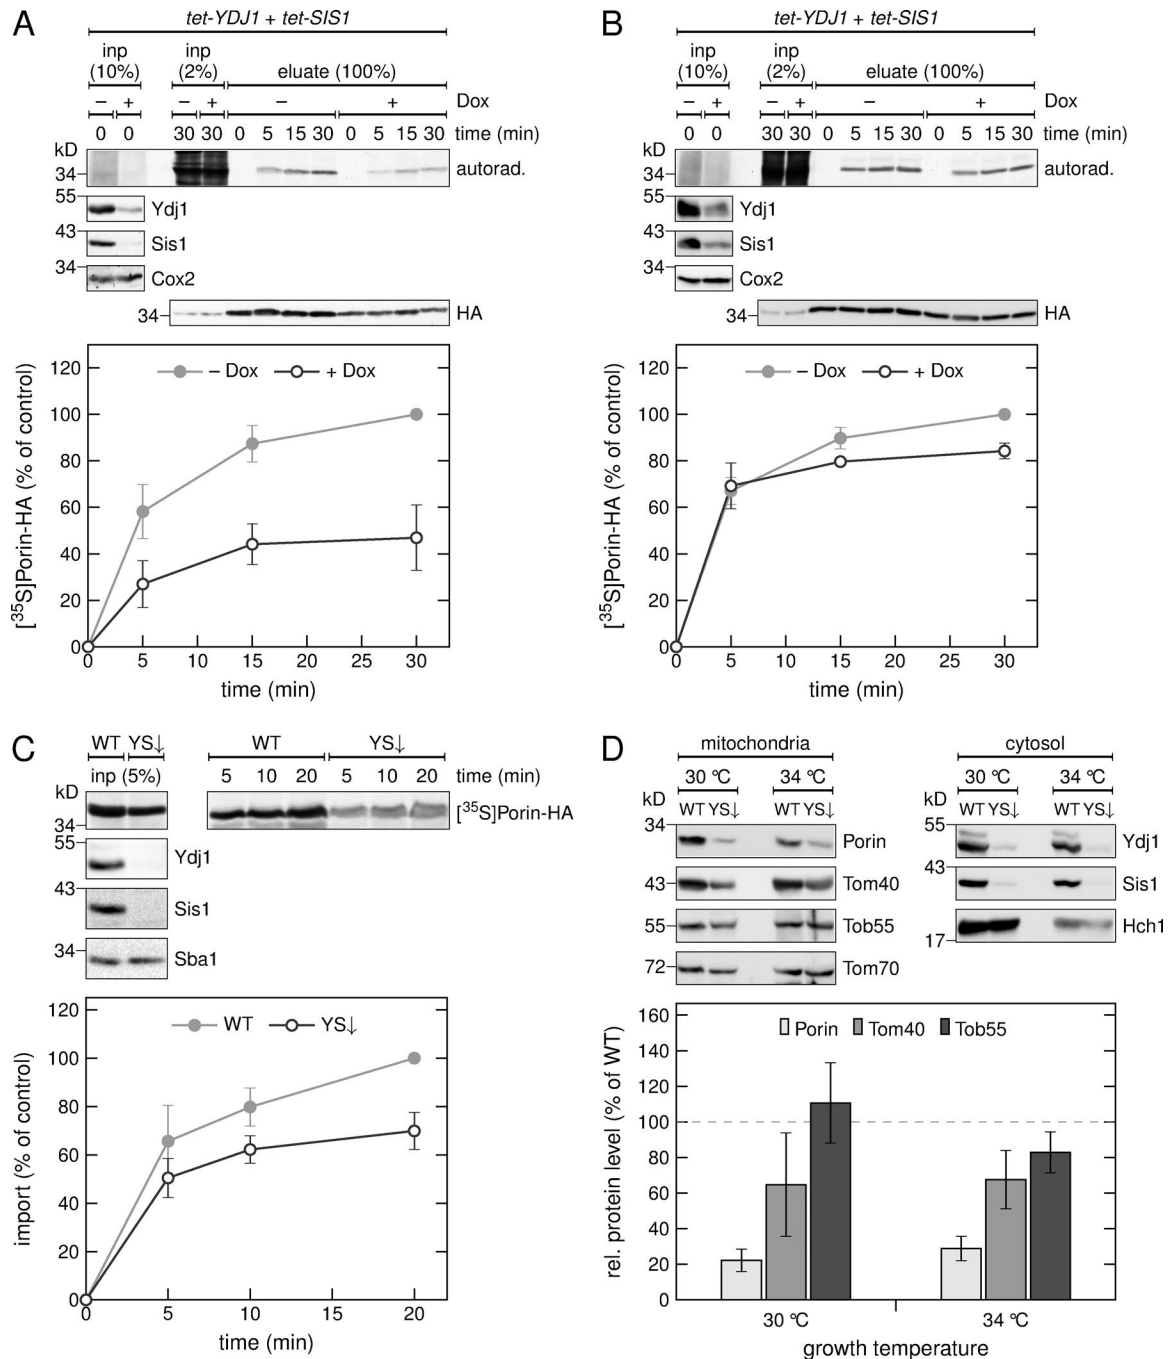 A
tet-YDJ1 + tet-SIS1
inp inp
(10%) (2%) eluate (100%)
− + − + − + Dox
0 0 30 30 0 5 15 30 0 5 15 30 time (min)
kD
34 autorad.
55
Ydj1
43
Sis1
34
Cox2
34 HA
120
100
80
60
40
20
0
− Dox + Dox
[³⁵S]Porin-HA (% of control)
0 5 10 15 20 25 30
time (min)
B
tet-YDJ1 + tet-SIS1
inp inp
(10%) (2%) eluate (100%)
− + − + − + Dox
0 0 30 30 0 5 15 30 0 5 15 30 time (min)
kD
34 autorad.
55
Ydj1
43
Sis1
34
Cox2
34 HA
120
100
80
60
40
20
0
− Dox + Dox
[³⁵S]Porin-HA (% of control)
0 5 15 10 15 20 25 30
time (min)
C
WT YS↓ WT YS↓
inp (5%) 5 10 20 5 10 20 time (min)
kD
34 [³⁵S]Porin-HA
55
Ydj1
43
Sis1
34
Sba1
120
100
80
60
40
20
0
WT YS↓
import (% of control)
0 5 10 15 20
time (min)
D
mitochondria cytosol
30 °C 34 °C 30 °C 34 °C
kD WT YS↓ WT YS↓ kD WT YS↓ WT YS↓
34 Porin 55 Ydj1
43 Tom40 43 Sis1
55 Tob55 17 Hch1
72 Tom70
160
140
120
100
80
60
40
20
0
Porin Tom40 Tob55
rel. protein level (% of WT)
30 °C 34 °C
growth temperature